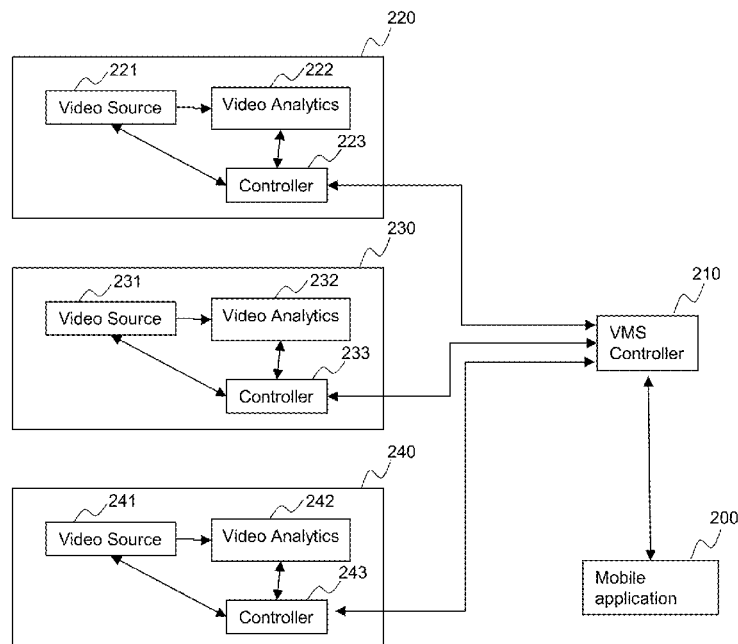 220
221
222
Video Source
Video Analytics
223
Controller
230
231
232
Video Source
Video Analytics
233
Controller
210
VMS
Controller
240
241
242
Video Source
Video Analytics
243
Controller
200
Mobile
application